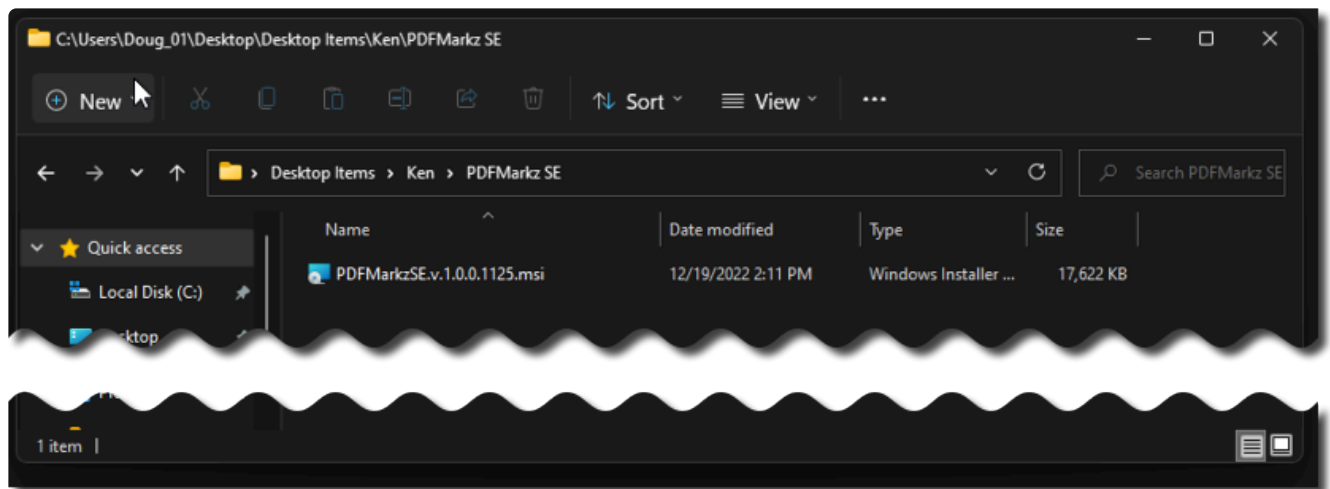 C:\Users\Doug_01\Desktop\Desktop Items\Ken\PDFMarkz SE
New Sort View
Desktop Items > Ken > PDFMarkz SE Search PDFMarkz SE
Name Date modified Type Size
Quick access
PDFMarkzSE.v.1.0.0.1125.msi 12/19/2022 2:11 PM Windows Installer ... 17,622 KB
Local Disk (C:)
1 item